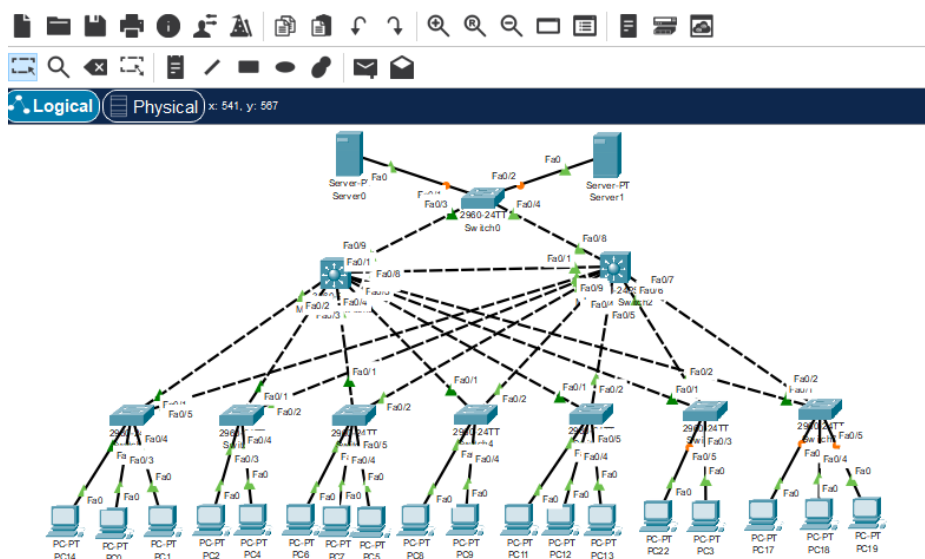 Logical Physical x: 541, y: 567
Server-PT
Server0
Fa0
Fa0/3
Fa0/2
Fa0
Server-PT
Server1
Fa0/4
2960-24TT
Switch0
Fa0/9
Fa0/1
Fa0/8
Fa0/2
Fa0/4
Fa0/3
Fa0/8
Fa0/1
Fa0/9
Fa0/7
Fa0/6
Switch2
Fa0/5
Fa0/5
Fa0/4
Fa0/3
Fa0/1
Fa0/2
Fa0/4
Fa0/3
Fa0/1
Fa0/2
2960-24TT
Fa0/5
Fa0/4
Fa0/1
Fa0/2
2960-24TT
Fa0/1
Fa0/2
Fa0/5
Fa0/4
Fa0/1
2960-24TT
Fa0/3
Fa0/5
Fa0/2
2960-24TT
Fa0/5
Fa0/4
Fa0 Fa0 Fa0 Fa0 Fa0 Fa0 Fa0 Fa0 Fa0 Fa0 Fa0 Fa0 Fa0 Fa0 Fa0 Fa0 Fa0
PC-PT
PC14
PC-PT
PC0
PC-PT
PC1
PC-PT
PC2
PC-PT
PC4
PC-PT
PC6
PC-PT
PC7
PC-PT
PC5
PC-PT
PC8
PC-PT
PC9
PC-PT
PC11
PC-PT
PC12
PC-PT
PC13
PC-PT
PC22
PC-PT
PC3
PC-PT
PC17
PC-PT
PC18
PC-PT
PC19